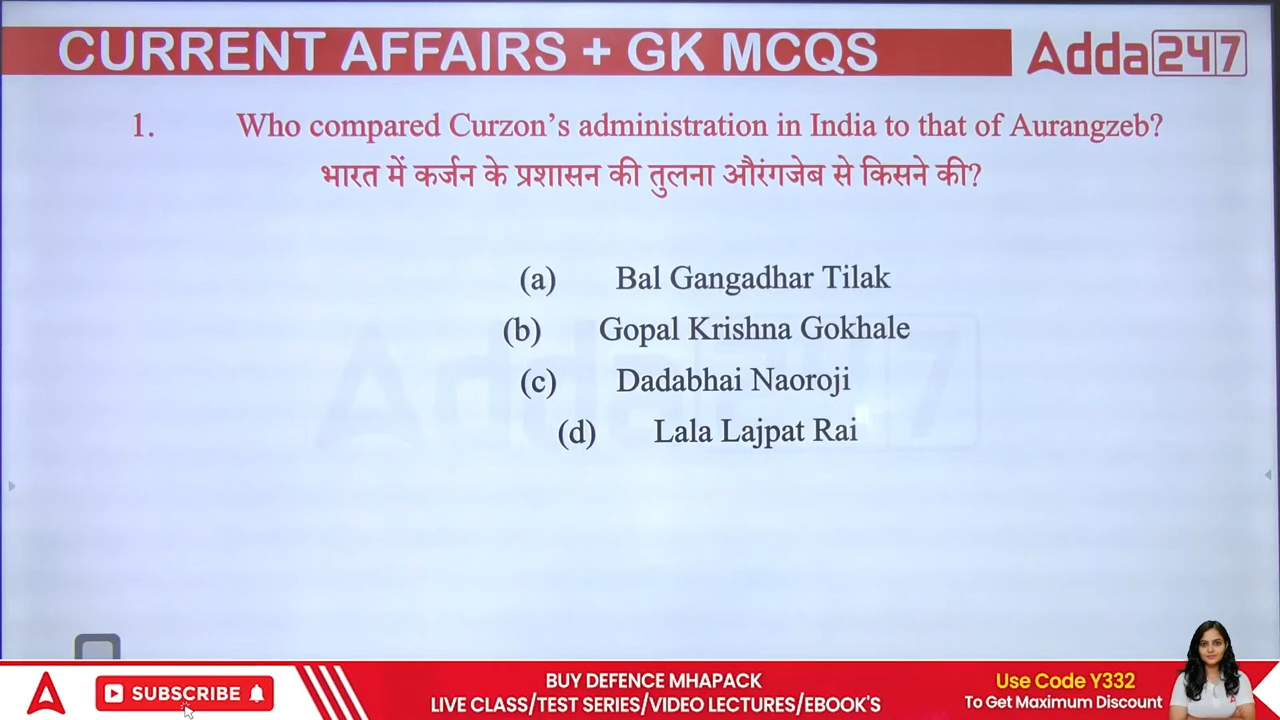 CURRENT AFFAIRS + GK MCQS
Adda247
1. Who compared Curzon's administration in India to that of Aurangzeb?
भारत में कर्जन के प्रशासन की तुलना औरंगजेब से किसने की?
(a) Bal Gangadhar Tilak
(b) Gopal Krishna Gokhale
(c) Dadabhai Naoroji
(d) Lala Lajpat Rai
SUBSCRIBE
BUY DEFENCE MHAPACK
LIVE CLASS/TEST SERIES/VIDEO LECTURES/EBOOK'S
Use Code Y332
To Get Maximum Discount